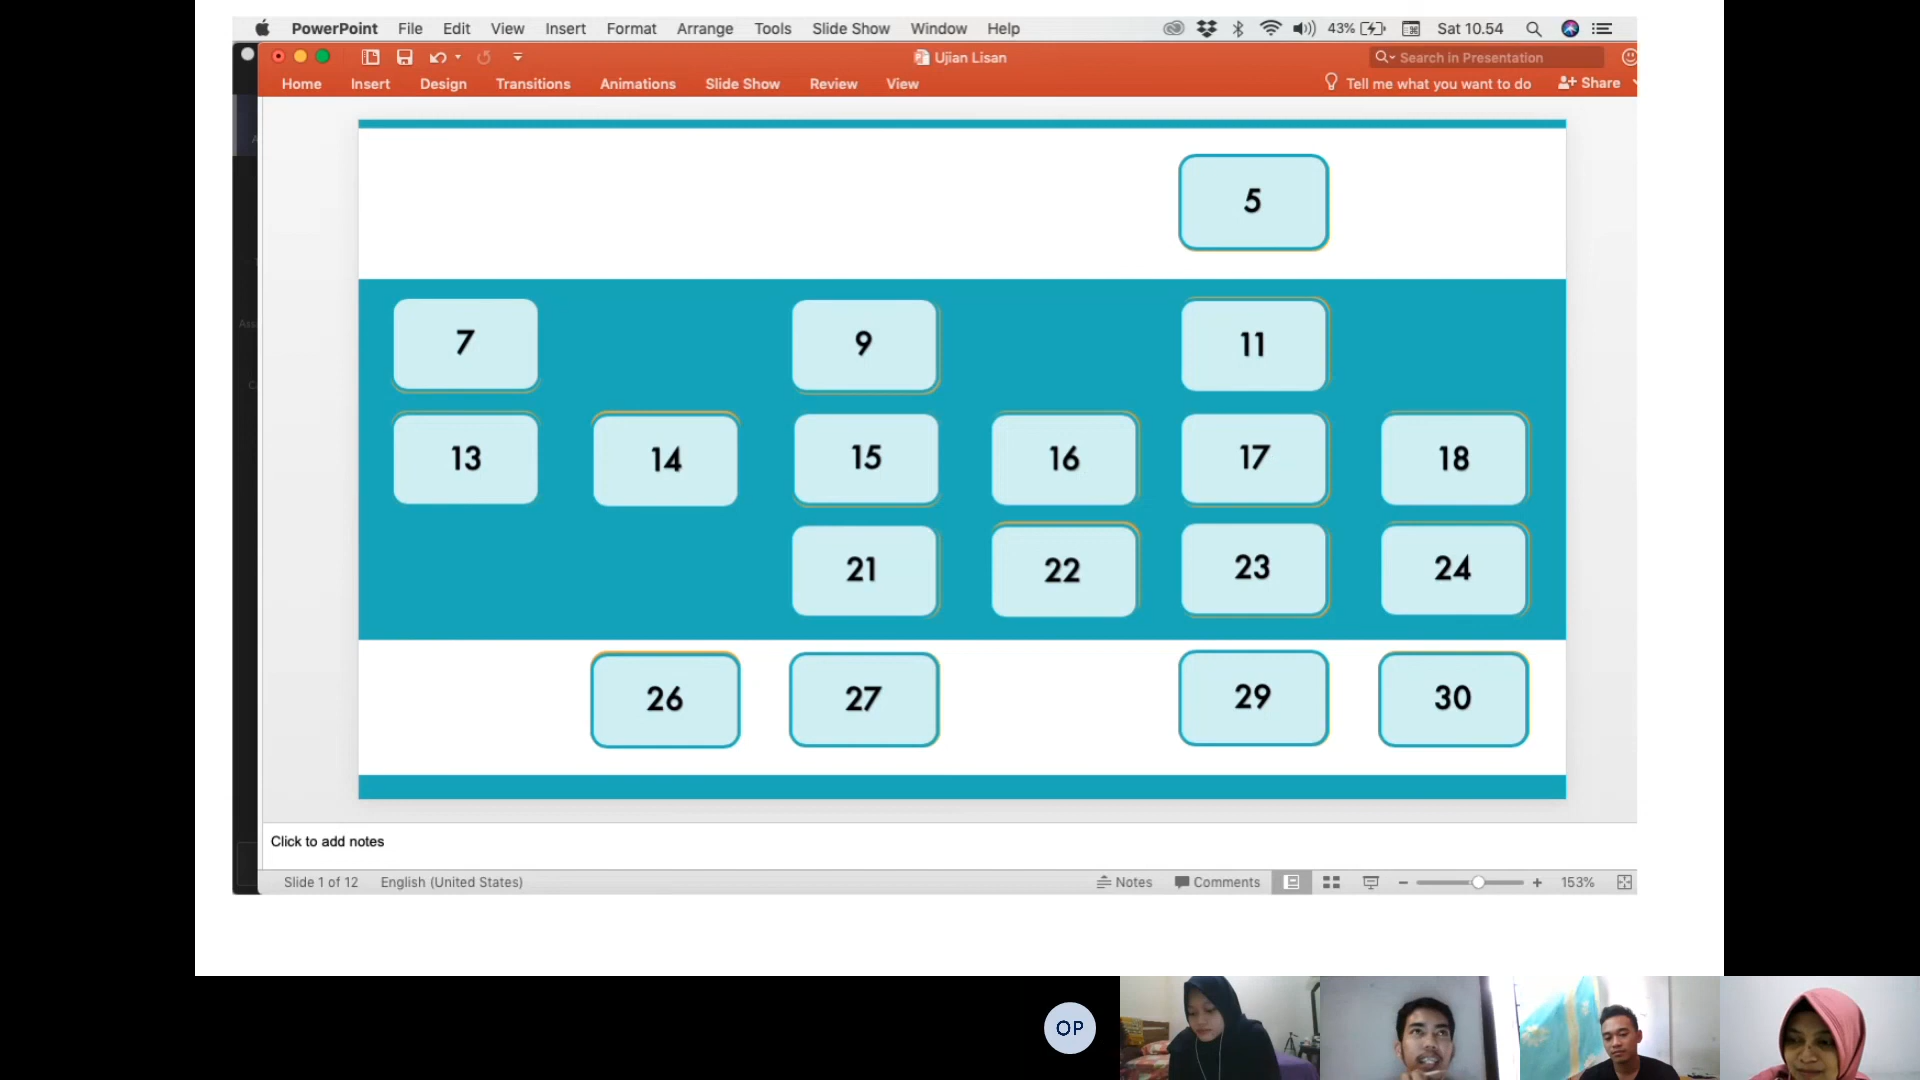 PowerPoint File Edit View Insert Format Arrange Tools Slide Show Window Help 43% Sat 10.54
Ujian Lisan
Search in Presentation
Home Insert Design Transitions Animations Slide Show Review View Tell me what you want to do Share
5
7 9 11
13 14 15 16 17 18
21 22 23 24
26 27 29 30
Click to add notes
Slide 1 of 12 English (United States) Notes Comments 153%
OP